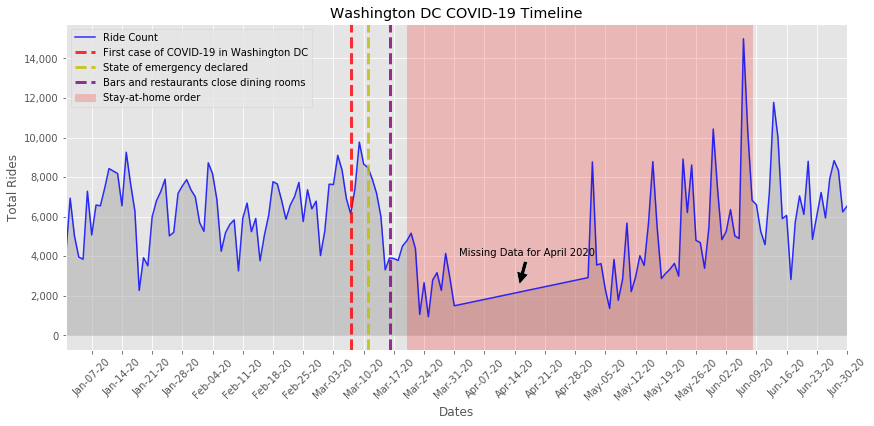 Washington DC COVID-19 Timeline
Ride Count
First case of COVID-19 in Washington DC
State of emergency declared
Bars and restaurants close dining rooms
Stay-at-home order
14,000
12,000
10,000
8,000
6,000
4,000
2,000
0
Total Rides
Missing Data for April 2020
Jan-07-20
Jan-14-20
Jan-21-20
Jan-28-20
Feb-04-20
Feb-11-20
Feb-18-20
Feb-25-20
Mar-03-20
Mar-10-20
Mar-17-20
Mar-24-20
Mar-31-20
Apr-07-20
Apr-14-20
Apr-21-20
Apr-28-20
May-05-20
May-12-20
May-19-20
May-26-20
Jun-02-20
Jun-09-20
Jun-16-20
Jun-23-20
Jun-30-20
Dates